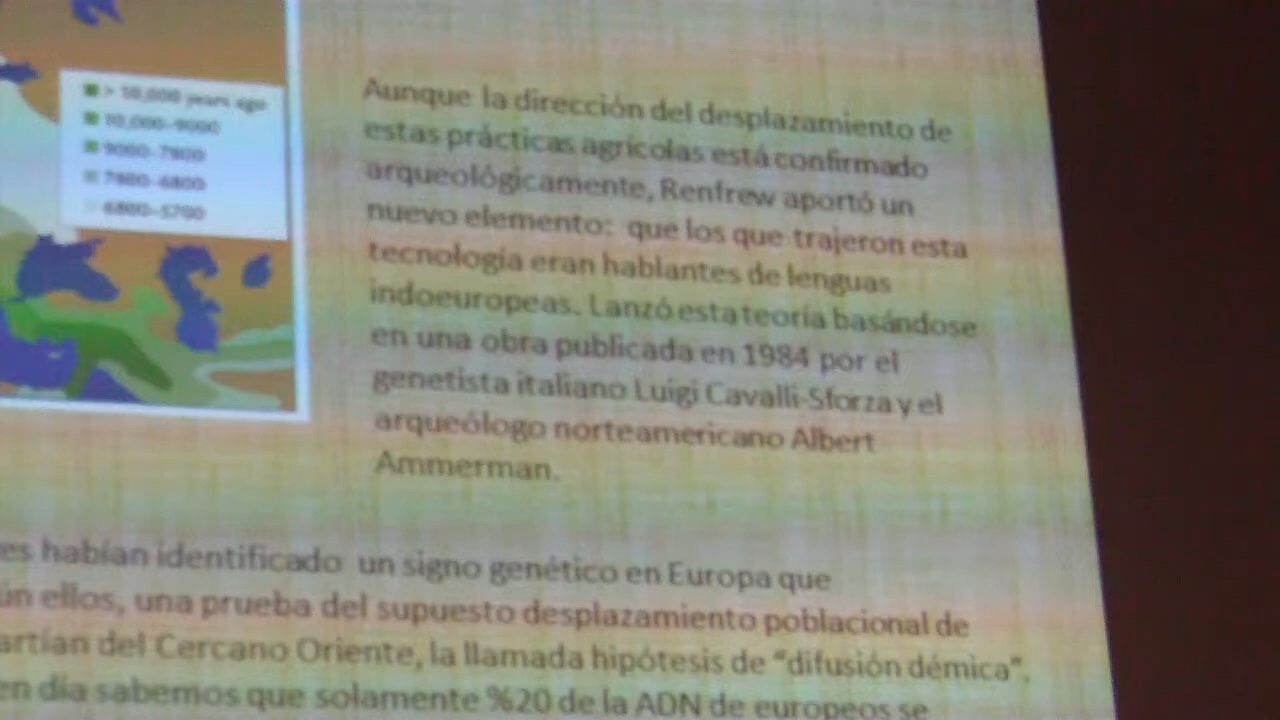 > 10,000 years ago
10,000–9000
9000–7800
7800–6800
6800–5700
Aunque la dirección del desplazamiento de
estas prácticas agrícolas está confirmado
arqueológicamente, Renfrew aportó un
nuevo elemento: que los que trajeron esta
tecnología eran hablantes de lenguas
indoeuropeas. Lanzó esta teoría basándose
en una obra publicada en 1984 por el
genetista italiano Luigi Cavalli-Sforza y el
arqueólogo norteamericano Albert
Ammerman.
es habían identificado un signo genético en Europa que
ún ellos, una prueba del supuesto desplazamiento poblacional de
artían del Cercano Oriente, la llamada hipótesis de "difusión démica".
en día sabemos que solamente %20 de la ADN de europeos se